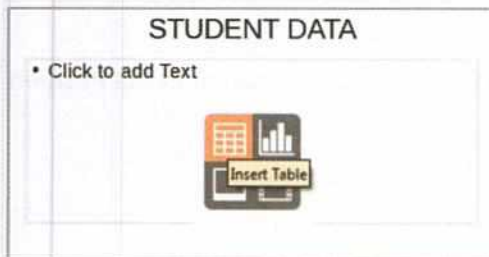 STUDENT DATA
• Click to add Text
Insert Table